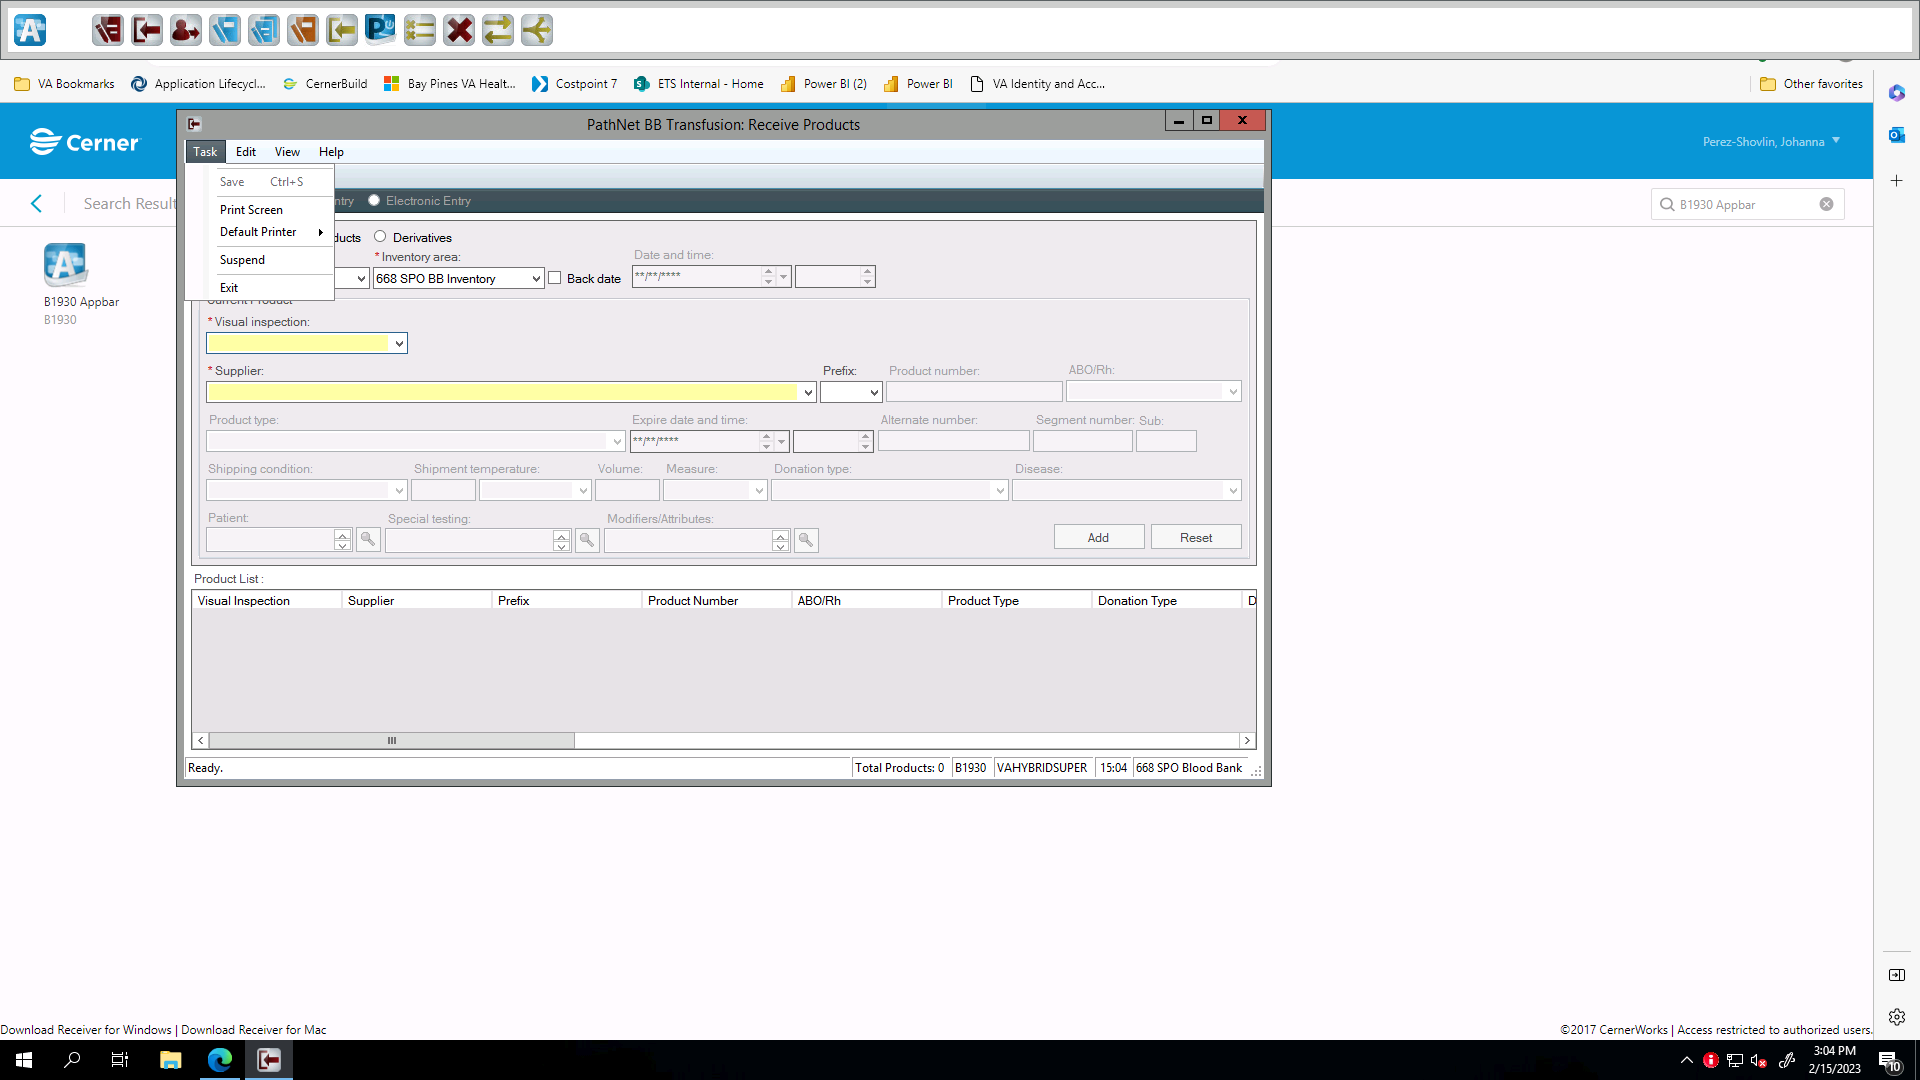 VA Bookmarks
Application Lifecycl...
CernerBuild
Bay Pines VA Healt...
Costpoint 7
ETS Internal - Home
Power BI (2)
Power BI
VA Identity and Acc...
Other favorites
Cerner
Perez-Shovlin, Johanna
Search Result
B1930 Appbar
B1930 Appbar
B1930
PathNet BB Transfusion: Receive Products
Task Edit View Help
Save Ctrl+S
Print Screen
Default Printer
Suspend
Exit
ntry Electronic Entry
ducts Derivatives
* Inventory area:
Date and time:
668 SPO BB Inventory
Back date
**/**/****
Current Product
* Visual inspection:
* Supplier:
Prefix:
Product number:
ABO/Rh:
Product type:
Expire date and time:
Alternate number:
Segment number:
Sub:
**/**/****
Shipping condition:
Shipment temperature:
Volume:
Measure:
Donation type:
Disease:
Patient:
Special testing:
Modifiers/Attributes:
Add
Reset
Product List :
Visual Inspection Supplier Prefix Product Number ABO/Rh Product Type Donation Type D
Ready.
Total Products: 0 B1930 VAHYBRIDSUPER 15:04 668 SPO Blood Bank
Download Receiver for Windows | Download Receiver for Mac
©2017 CernerWorks | Access restricted to authorized users.
3:04 PM
2/15/2023
10